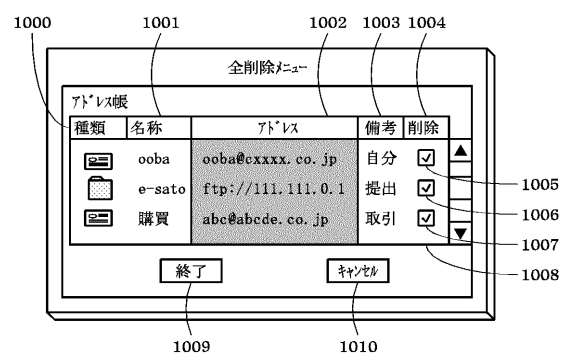 1000 1001 1002 1003 1004
全削除メニュー
アドレス帳
種類 名称 アドレス 備考 削除
ooba ooba@cxxxx.co.jp 自分
e-sato ftp://111.111.0.1 提出
購買 abc@abcde.co.jp 取引
1005
1006
1007
1008
終了 キャンセル
1009 1010